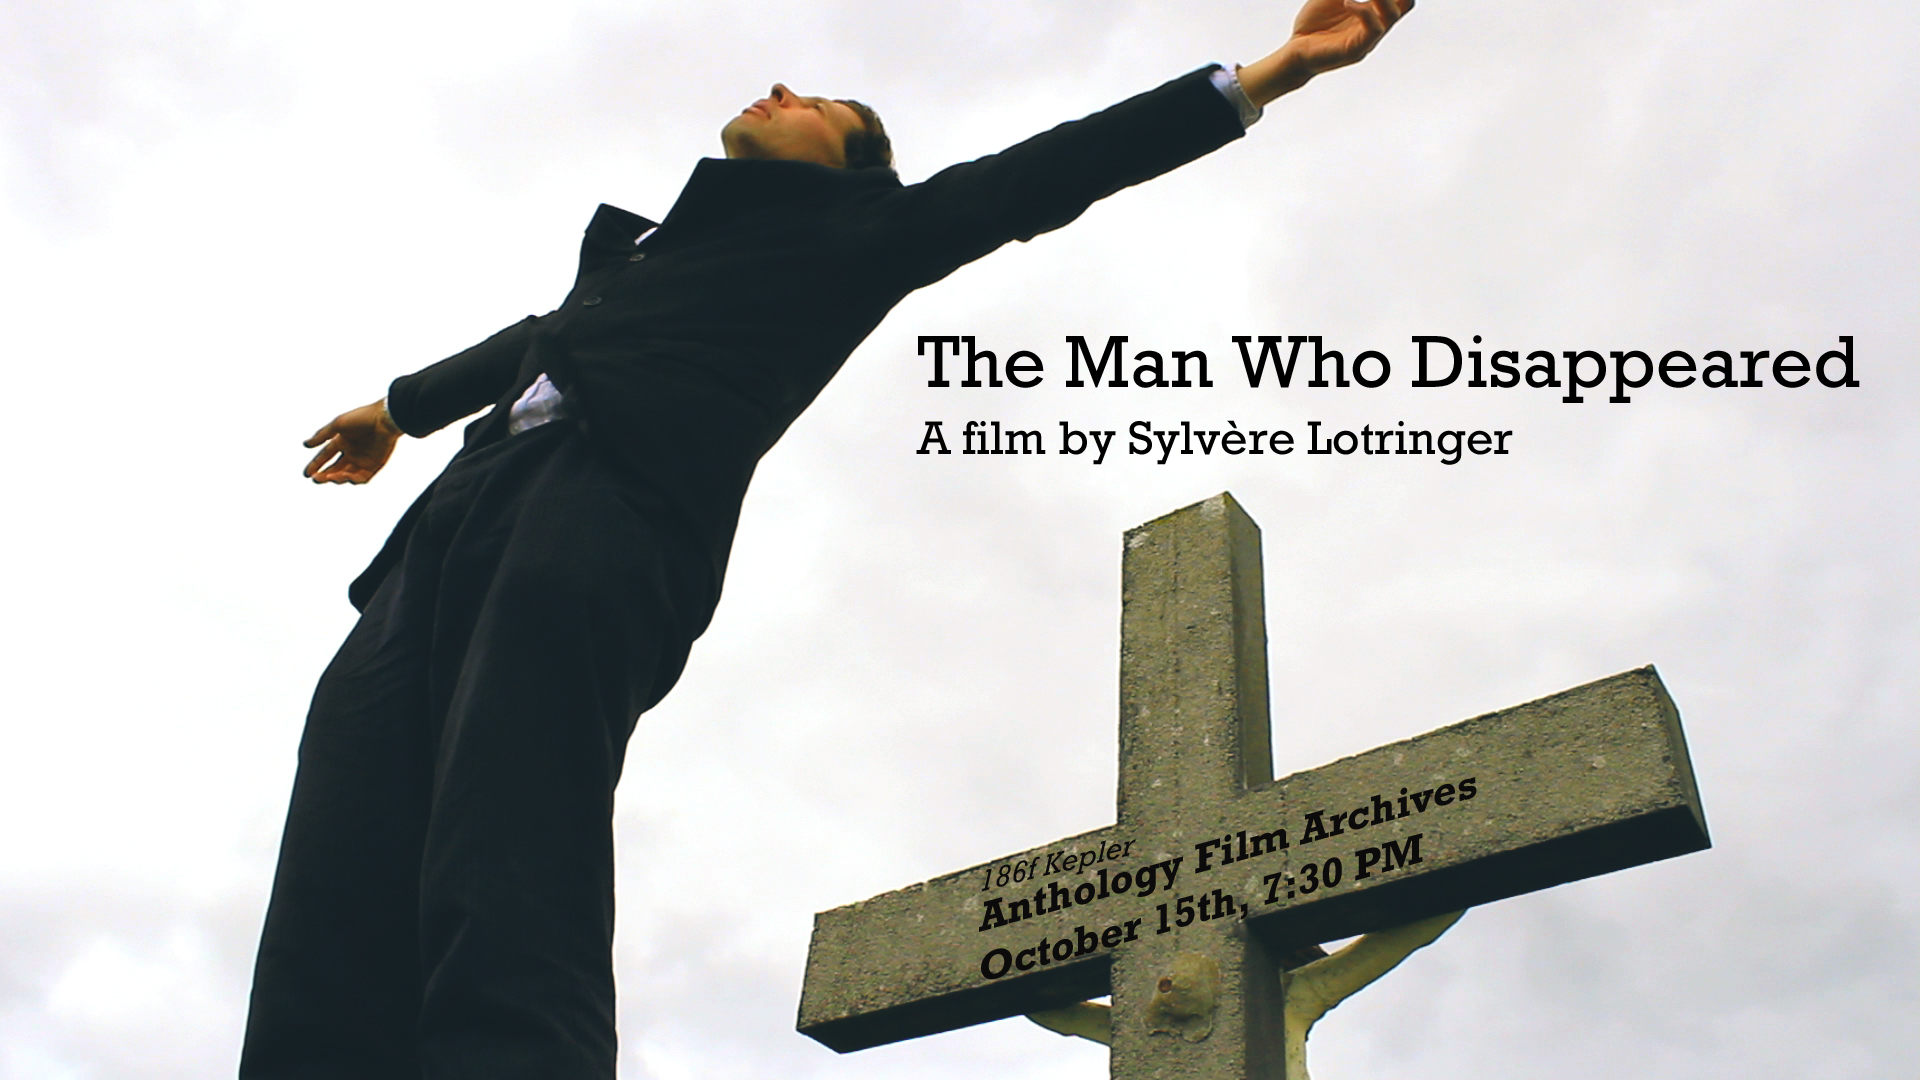 The Man Who Disappeared
A film by Sylvère Lotringer
186f Kepler
Anthology Film Archives
October 15th, 7:30 PM